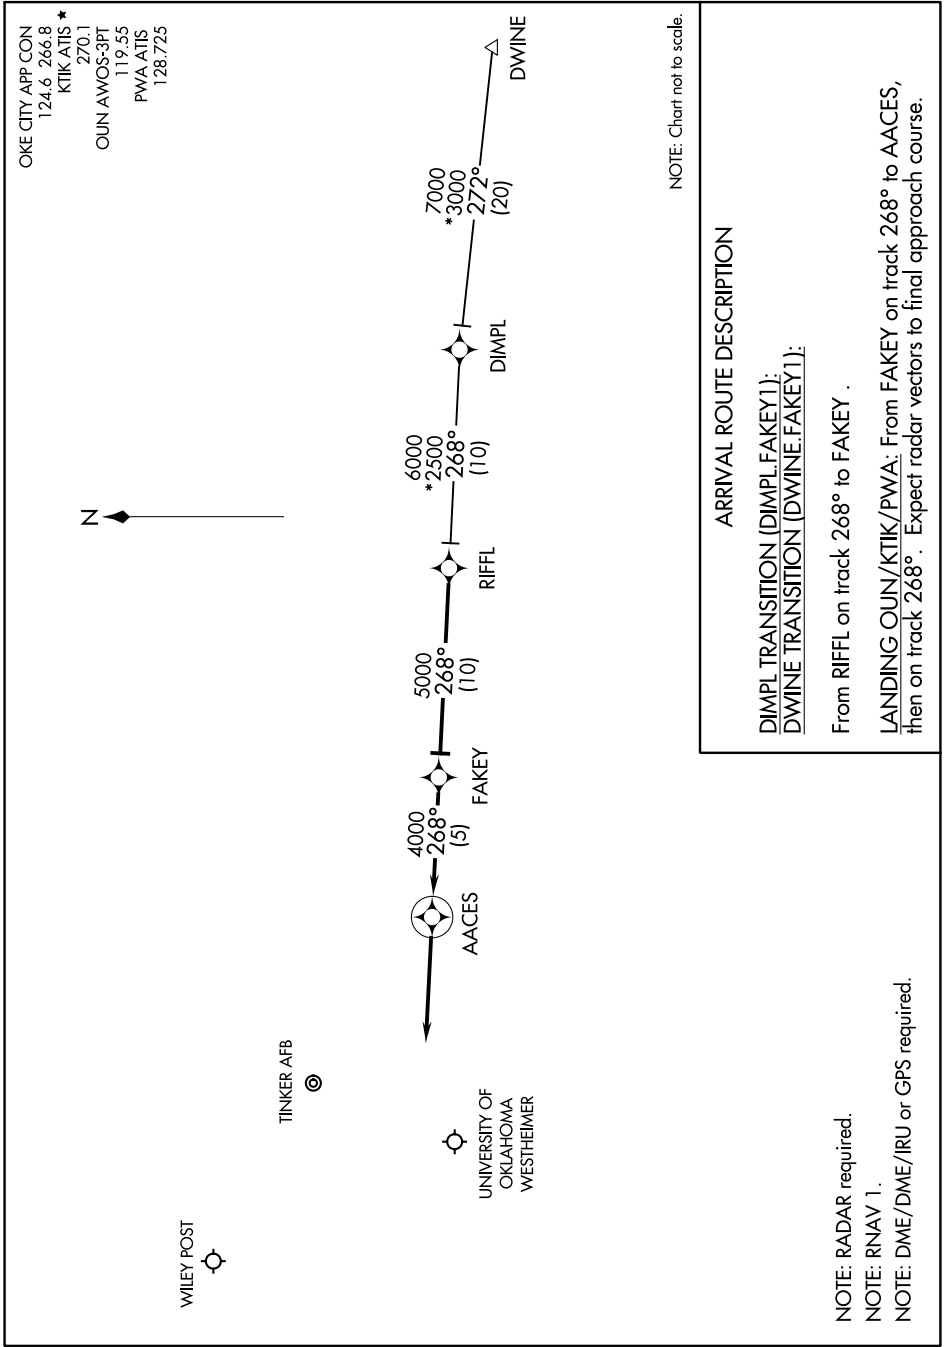 OKE CITY APP CON
124.6 266.8
KTIK ATIS ★
270.1
OUN AWOS-3PT
119.55
PWA ATIS
128.725
N
WILEY POST
TINKER AFB
UNIVERSITY OF
OKLAHOMA
WESTHEIMER
AACES
4000
268°
(5)
FAKEY
5000
268°
(10)
RIFFL
6000
*2500
268°
(10)
DIMPL
7000
*3000
272°
(20)
DWINE
NOTE: Chart not to scale.
ARRIVAL ROUTE DESCRIPTION
DIMPL TRANSITION (DIMPL.FAKEY1):
DWINE TRANSITION (DWINE.FAKEY1):
From RIFFL on track 268° to FAKEY .
LANDING OUN/KTIK/PWA: From FAKEY on track 268° to AACES,
then on track 268°. Expect radar vectors to final approach course.
NOTE: RADAR required.
NOTE: RNAV 1.
NOTE: DME/DME/IRU or GPS required.